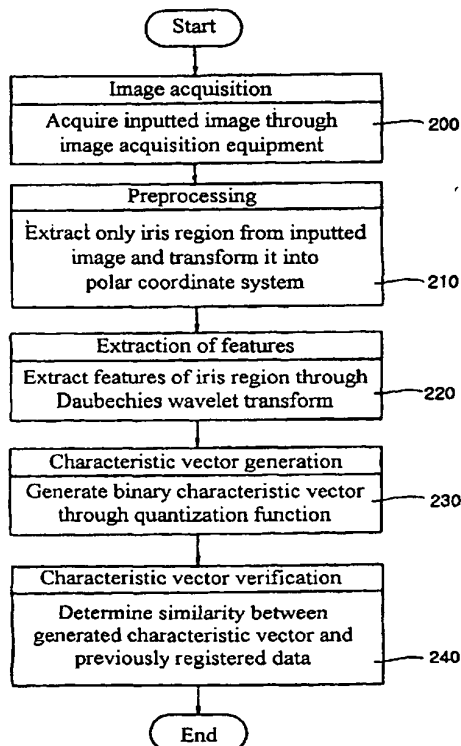 Start
Image acquisition
Acquire inputted image through
image acquisition equipment
200
Preprocessing
Extract only iris region from inputted
image and transform it into
polar coordinate system
210
Extraction of features
Extract features of iris region through
Daubechies wavelet transform
220
Characteristic vector generation
Generate binary characteristic vector
through quantization function
230
Characteristic vector verification
Determine similarity between
generated characteristic vector and
previously registered data
240
End